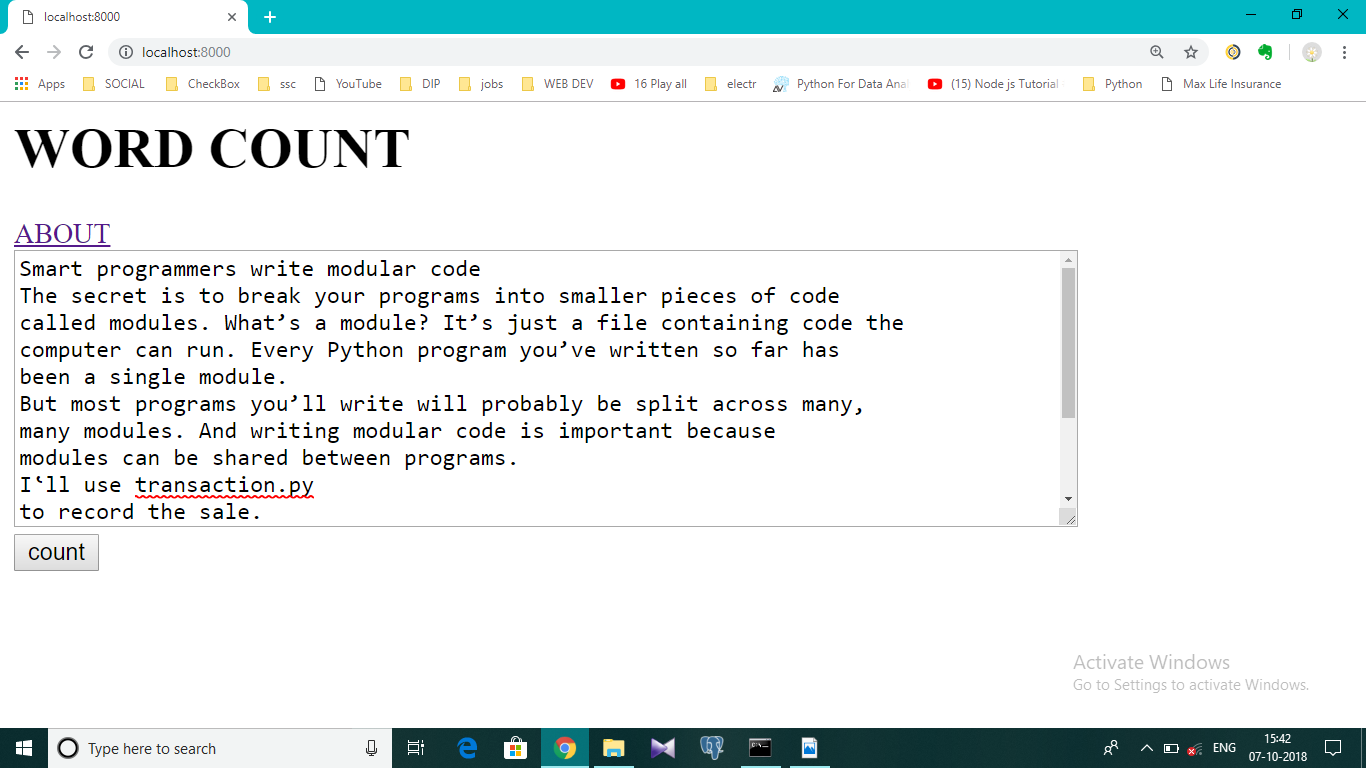 localhost:8000
localhost:8000
Apps SOCIAL CheckBox ssc YouTube DIP jobs WEB DEV 16 Play all electr Python For Data Anal (15) Node js Tutorial Python Max Life Insurance
WORD COUNT
ABOUT
Smart programmers write modular code
The secret is to break your programs into smaller pieces of code
called modules. What’s a module? It’s just a file containing code the
computer can run. Every Python program you’ve written so far has
been a single module.
But most programs you’ll write will probably be split across many,
many modules. And writing modular code is important because
modules can be shared between programs.
I‛ll use transaction.py
to record the sale.
count
Activate Windows
Go to Settings to activate Windows.
Type here to search
ENG
15:42
07-10-2018